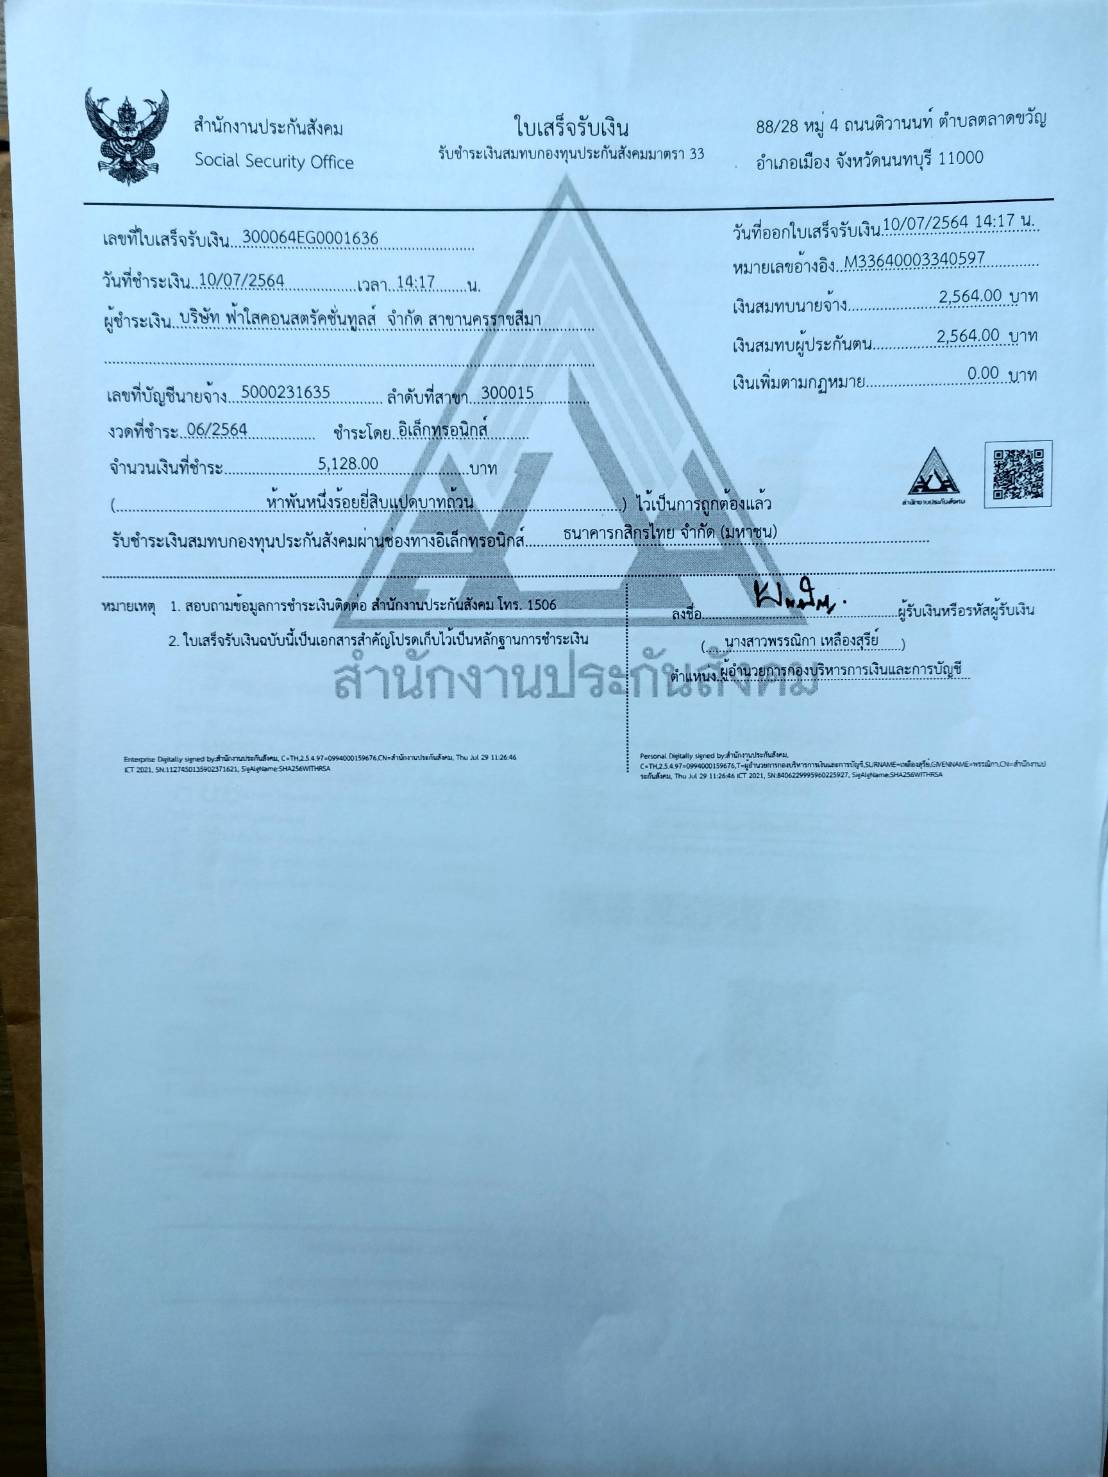 สำนักงานประกันสังคม
Social Security Office
ใบเสร็จรับเงิน
รับชำระเงินสมทบกองทุนประกันสังคมมาตรา 33
88/28 หมู่ 4 ถนนติวานนท์ ตำบลตลาดขวัญ
อำเภอเมือง จังหวัดนนทบุรี 11000
เลขที่ใบเสร็จรับเงิน 300064EG0001636
วันที่ออกใบเสร็จรับเงิน 10/07/2564 14:17 น.
วันที่ชำระเงิน 10/07/2564 เวลา 14:17 น.
หมายเลขอ้างอิง M33640003340597
ผู้ชำระเงิน บริษัท ฟ้าใสคอนสตรัคชั่นทูลส์ จำกัด สาขานครราชสีมา
เงินสมทบนายจ้าง 2,564.00 บาท
เงินสมทบผู้ประกันตน 2,564.00 บาท
เลขที่บัญชีนายจ้าง 5000231635 ลำดับที่สาขา 300015
เงินเพิ่มตามกฎหมาย 0.00 บาท
งวดที่ชำระ 06/2564 ชำระโดย อิเล็กทรอนิกส์
จำนวนเงินที่ชำระ 5,128.00 บาท
(ห้าพันหนึ่งร้อยยี่สิบแปดบาทถ้วน) ไว้เป็นการถูกต้องแล้ว
สำนักงานประกันสังคม
รับชำระเงินสมทบกองทุนประกันสังคมผ่านช่องทางอิเล็กทรอนิกส์ ธนาคารกสิกรไทย จำกัด (มหาชน)
หมายเหตุ 1. สอบถามข้อมูลการชำระเงินติดต่อ สำนักงานประกันสังคม โทร. 1506
2. ใบเสร็จรับเงินฉบับนี้เป็นเอกสารสำคัญโปรดเก็บไว้เป็นหลักฐานการชำระเงิน
ลงชื่อ ผู้รับเงินหรือรหัสผู้รับเงิน
(นางสาวพรรณิกา เหลืองสุรีย์)
ตำแหน่ง ผู้อำนวยการกองบริหารการเงินและการบัญชี
สำนักงานประกันสังคม
Enterprise Digitally signed by:สำนักงานประกันสังคม, C=TH,2.5.4.97=0994000159676,CN=สำนักงานประกันสังคม, Thu Jul 29 11:26:46
ICT 2021, SN:1127450135902371621, SigAlgName:SHA256WITHRSA
Personal Digitally signed by:สำนักงานประกันสังคม,
C=TH,2.5.4.97=0994000159676,T=ผู้อำนวยการกองบริหารการเงินและการบัญชี,SURNAME=เหลืองสุรีย์,GIVENNAME=พรรณิกา,CN=สำนักงานป
ระกันสังคม, Thu Jul 29 11:26:46 ICT 2021, SN:8406229995960225927, SigAlgName:SHA256WITHRSA